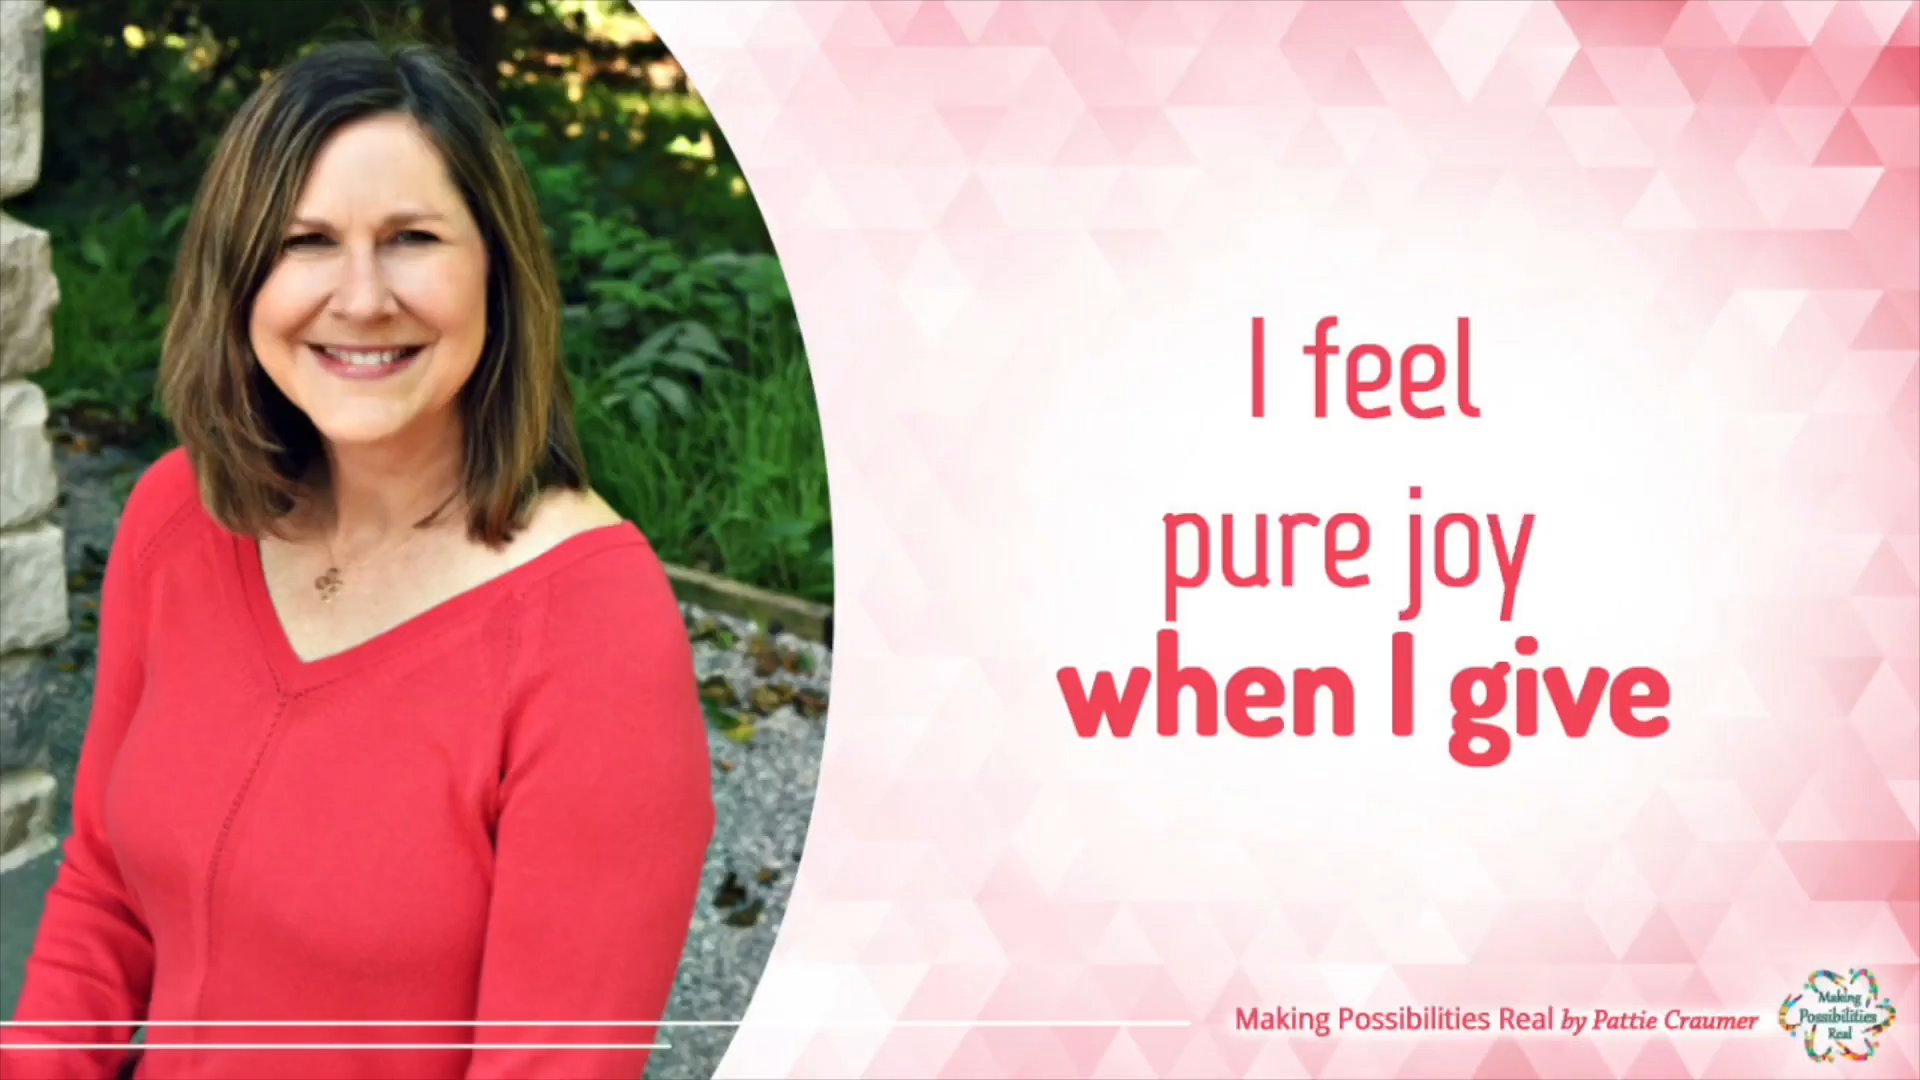 I feel
pure joy
when I give
Making Possibilities Real by Pattie Craumer
Making
Possibilities
Real